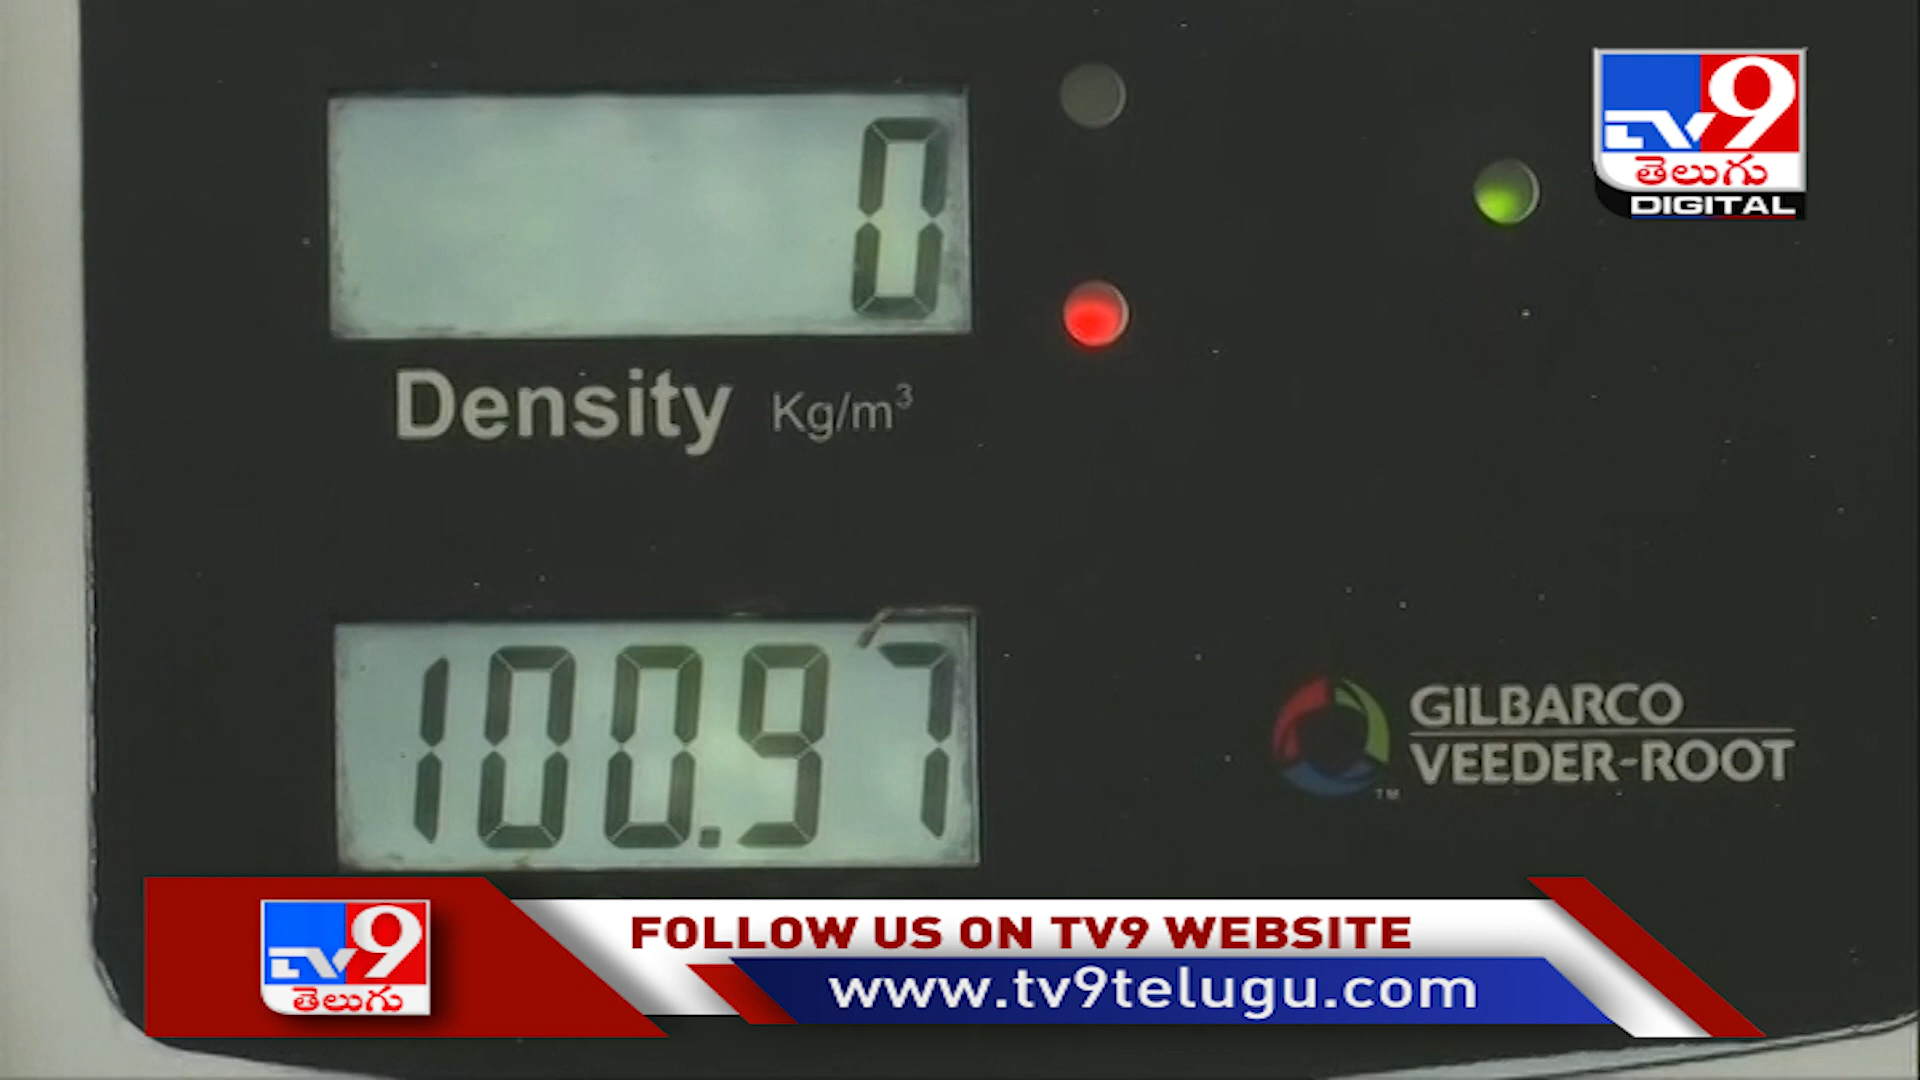 0
Density Kg/m³
100.97
GILBARCO
VEEDER-ROOT
TM
TV9
తెలుగు
DIGITAL
TV9
తెలుగు
FOLLOW US ON TV9 WEBSITE
www.tv9telugu.com